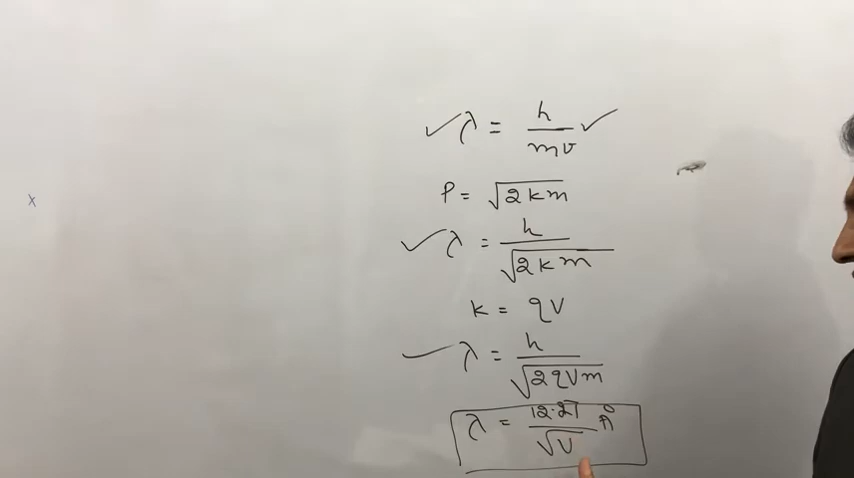 ✓ λ = h / mv ✓
P = √2km
✓ λ = h / √2km
K = qV
λ = h / √2qVm
λ = 12.27 / √V Å
x